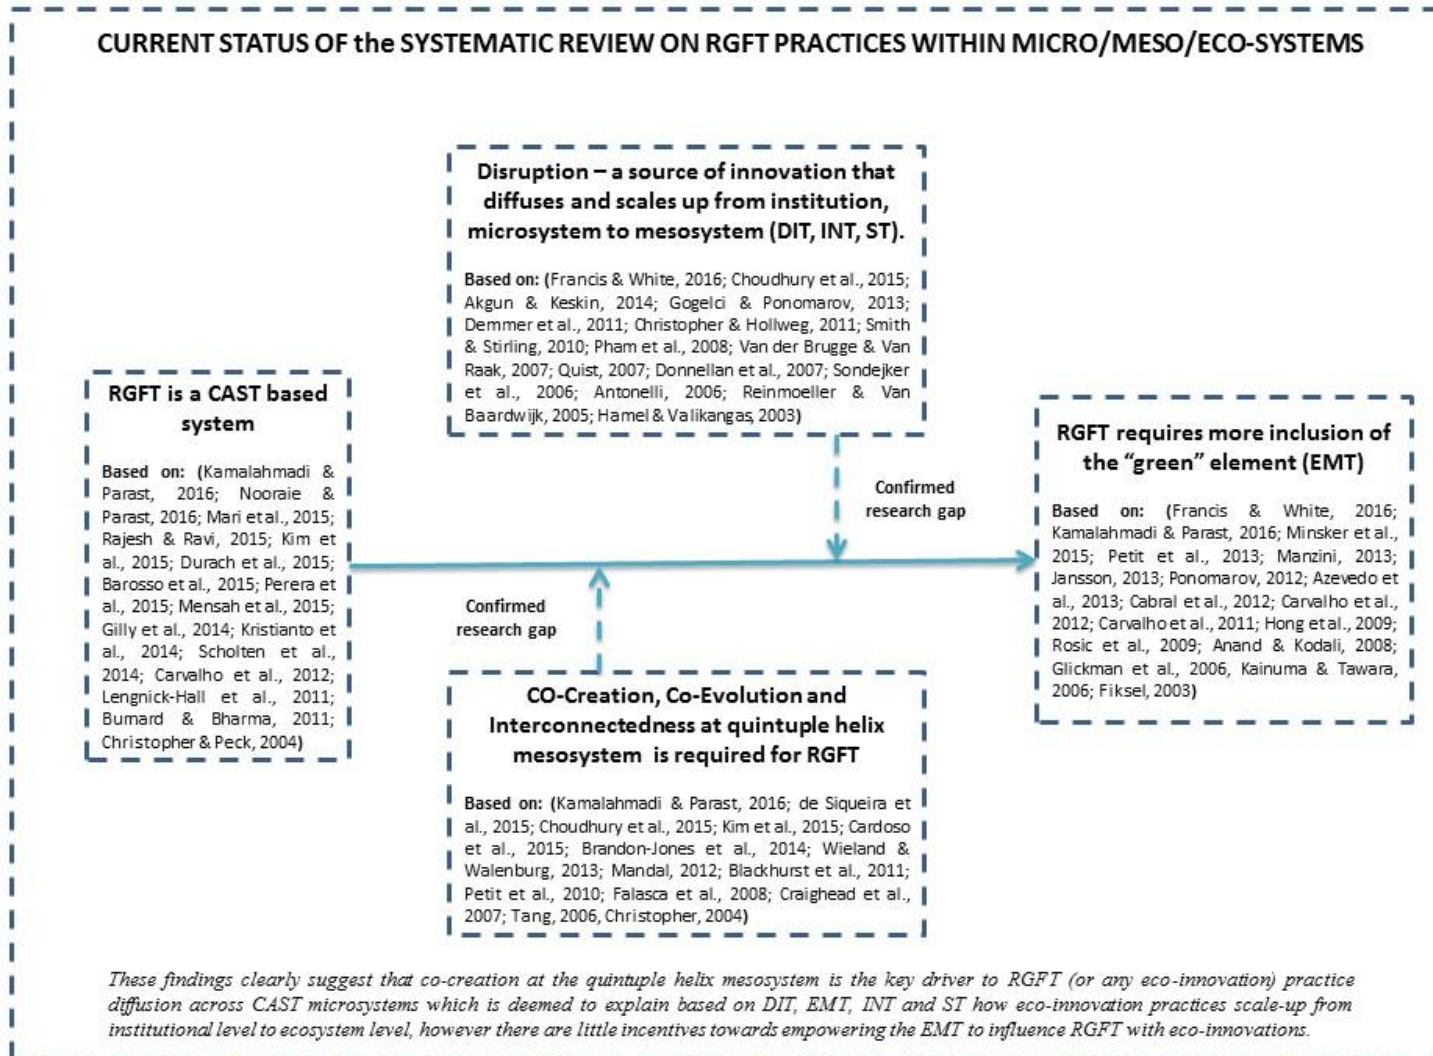 CURRENT STATUS OF the SYSTEMATIC REVIEW ON RGFT PRACTICES WITHIN MICRO/MESO/ECO-SYSTEMS
Disruption – a source of innovation that
diffuses and scales up from institution,
microsystem to mesosystem (DIT, INT, ST).
Based on: (Francis & White, 2016; Choudhury et al., 2015;
Akgun & Keskin, 2014; Gogelci & Ponomarov, 2013;
Demmer et al., 2011; Christopher & Hollweg, 2011; Smith
& Stirling, 2010; Pham et al., 2008; Van der Brugge & Van
Raak, 2007; Quist, 2007; Donnellan et al., 2007; Sondejker
et al., 2006; Antonelli, 2006; Reinmoeller & Van
Baardwijk, 2005; Hamel & Valikangas, 2003)
RGFT is a CAST based
system
Based on: (Kamalahmadi &
Parast, 2016; Nooraie &
Parast, 2016; Mari et al., 2015;
Rajesh & Ravi, 2015; Kim et
al., 2015; Durach et al., 2015;
Barosso et al., 2015; Perera et
al., 2015; Mensah et al., 2015;
Gilly et al., 2014; Kristianto et
al., 2014; Scholten et al.,
2014; Carvalho et al., 2012;
Lengnick-Hall et al., 2011;
Burnard & Bharma, 2011;
Christopher & Peck, 2004)
Confirmed
research gap
Confirmed
research gap
RGFT requires more inclusion of
the “green” element (EMT)
Based on: (Francis & White, 2016;
Kamalahmadi & Parast, 2016; Minsker et al.,
2015; Petit et al., 2013; Manzini, 2013;
Jansson, 2013; Ponomarov, 2012; Azevedo et
al., 2013; Cabral et al., 2012; Carvalho et al.,
2012; Carvalho et al., 2011; Hong et al., 2009;
Rosic et al., 2009; Anand & Kodali, 2008;
Glickman et al., 2006, Kainuma & Tawara,
2006; Fiksel, 2003)
CO-Creation, Co-Evolution and
Interconnectedness at quintuple helix
mesosystem is required for RGFT
Based on: (Kamalahmadi & Parast, 2016; de Siqueira et
al., 2015; Choudhury et al., 2015; Kim et al., 2015; Cardoso
et al., 2015; Brandon-Jones et al., 2014; Wieland &
Walenburg, 2013; Mandal, 2012; Blackhurst et al., 2011;
Petit et al., 2010; Falasca et al., 2008; Craighead et al.,
2007; Tang, 2006, Christopher, 2004)
These findings clearly suggest that co-creation at the quintuple helix mesosystem is the key driver to RGFT (or any eco-innovation) practice
diffusion across CAST microsystems which is deemed to explain based on DIT, EMT, INT and ST how eco-innovation practices scale-up from
institutional level to ecosystem level, however there are little incentives towards empowering the EMT to influence RGFT with eco-innovations.